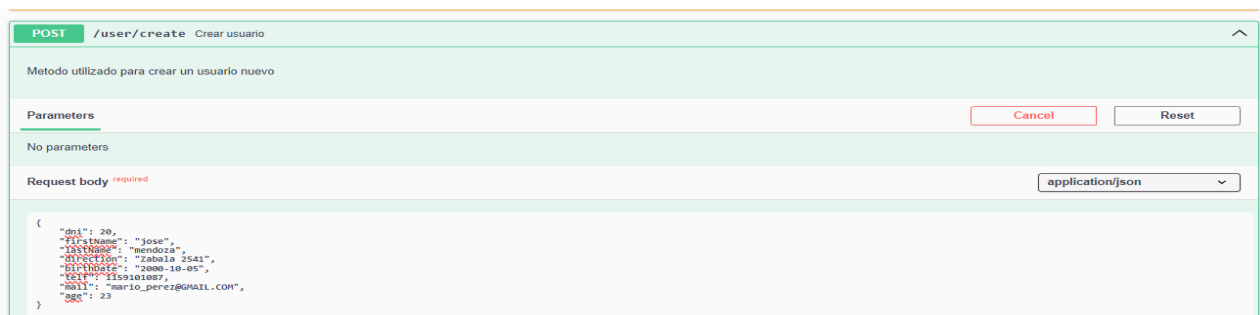 POST /user/create Crear usuario
Metodo utilizado para crear un usuario nuevo
Parameters Cancel Reset
No parameters
Request body required application/json
{
"dni": 20,
"firstName": "jose",
"lastName": "mendoza",
"direction": "Zabala 2541",
"birthDate": "2000-10-05",
"telf": 1159101087,
"mail": "mario_perez@GMAIL.COM",
"age": 23
}